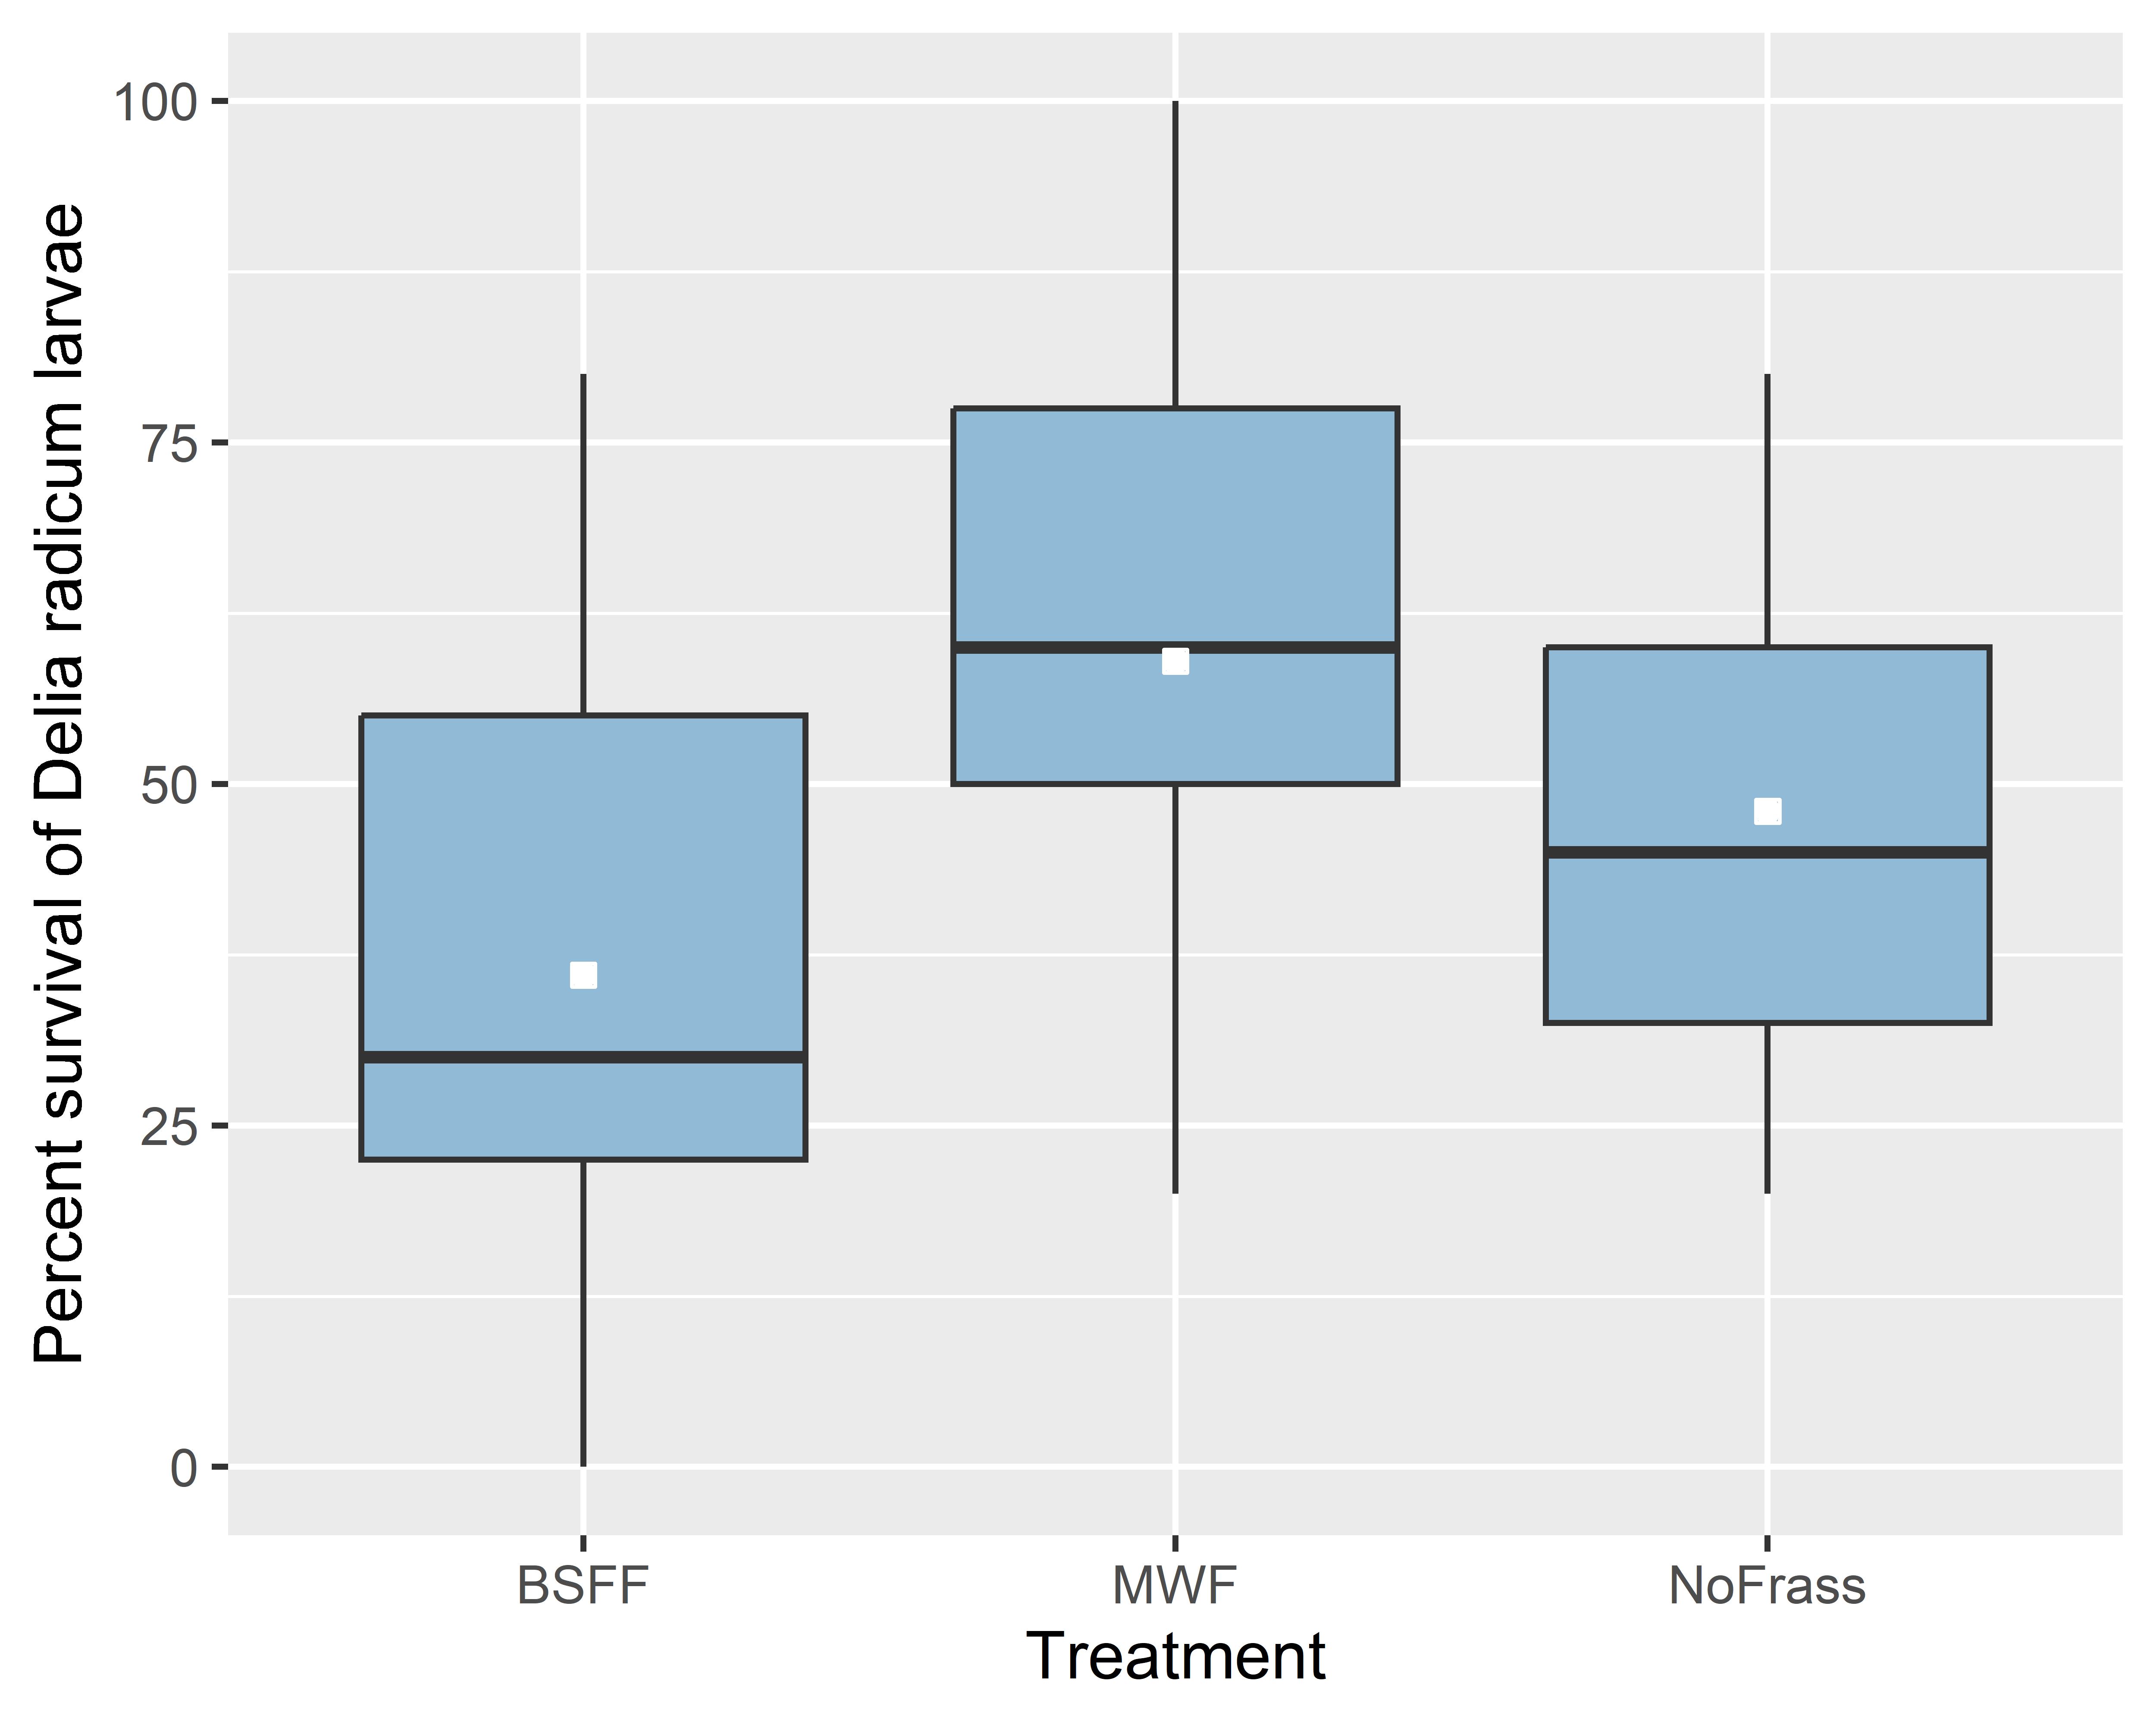 Percent survival of Delia radicum larvae
100
75
50
25
0
BSFF MWF NoFrass
Treatment